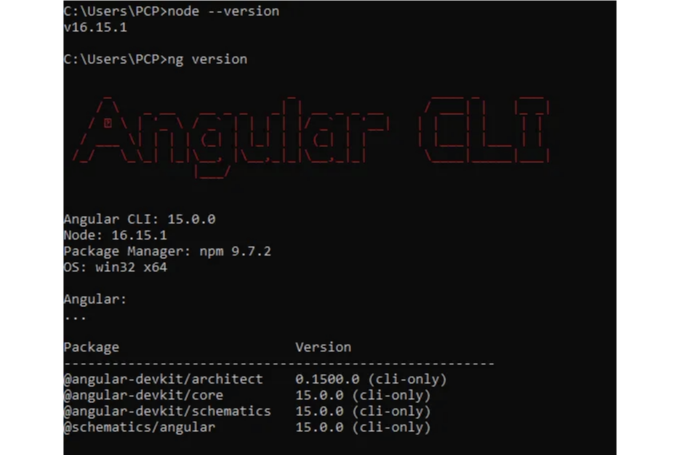 C:\Users\PCP>node --version
v16.15.1
C:\Users\PCP>ng version
Angular CLI
Angular CLI: 15.0.0
Node: 16.15.1
Package Manager: npm 9.7.2
OS: win32 x64
Angular:
...
Package Version
------------------------------------------------------
@angular-devkit/architect 0.1500.0 (cli-only)
@angular-devkit/core 15.0.0 (cli-only)
@angular-devkit/schematics 15.0.0 (cli-only)
@schematics/angular 15.0.0 (cli-only)